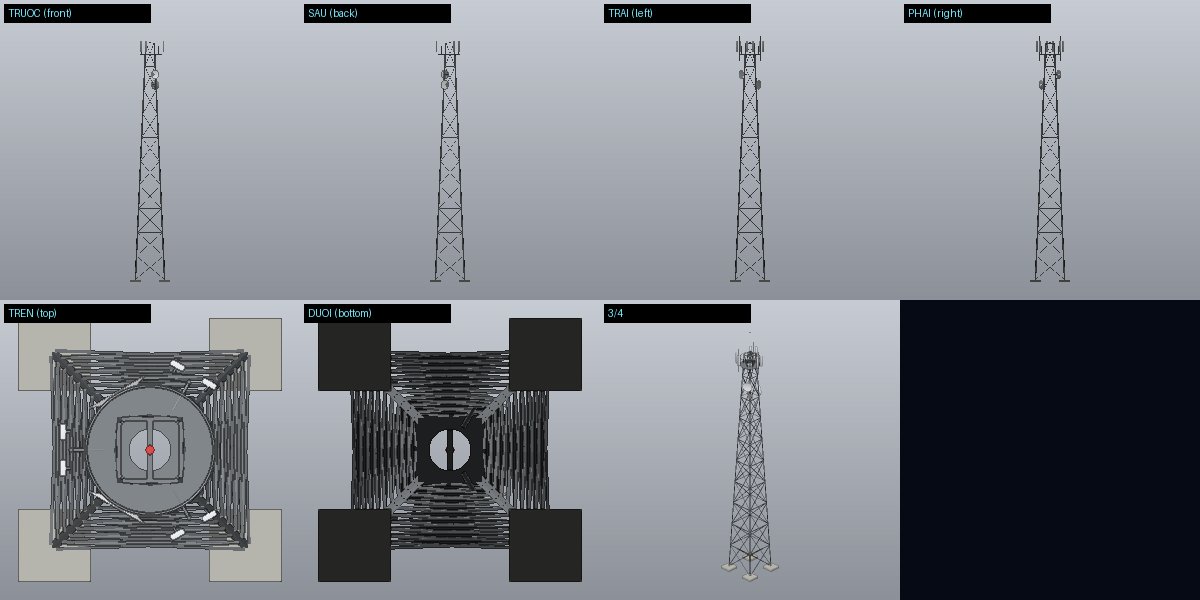 TRUOC (front)
SAU (back)
TRAI (left)
PHAI (right)
TREN (top)
DUOI (bottom)
3/4